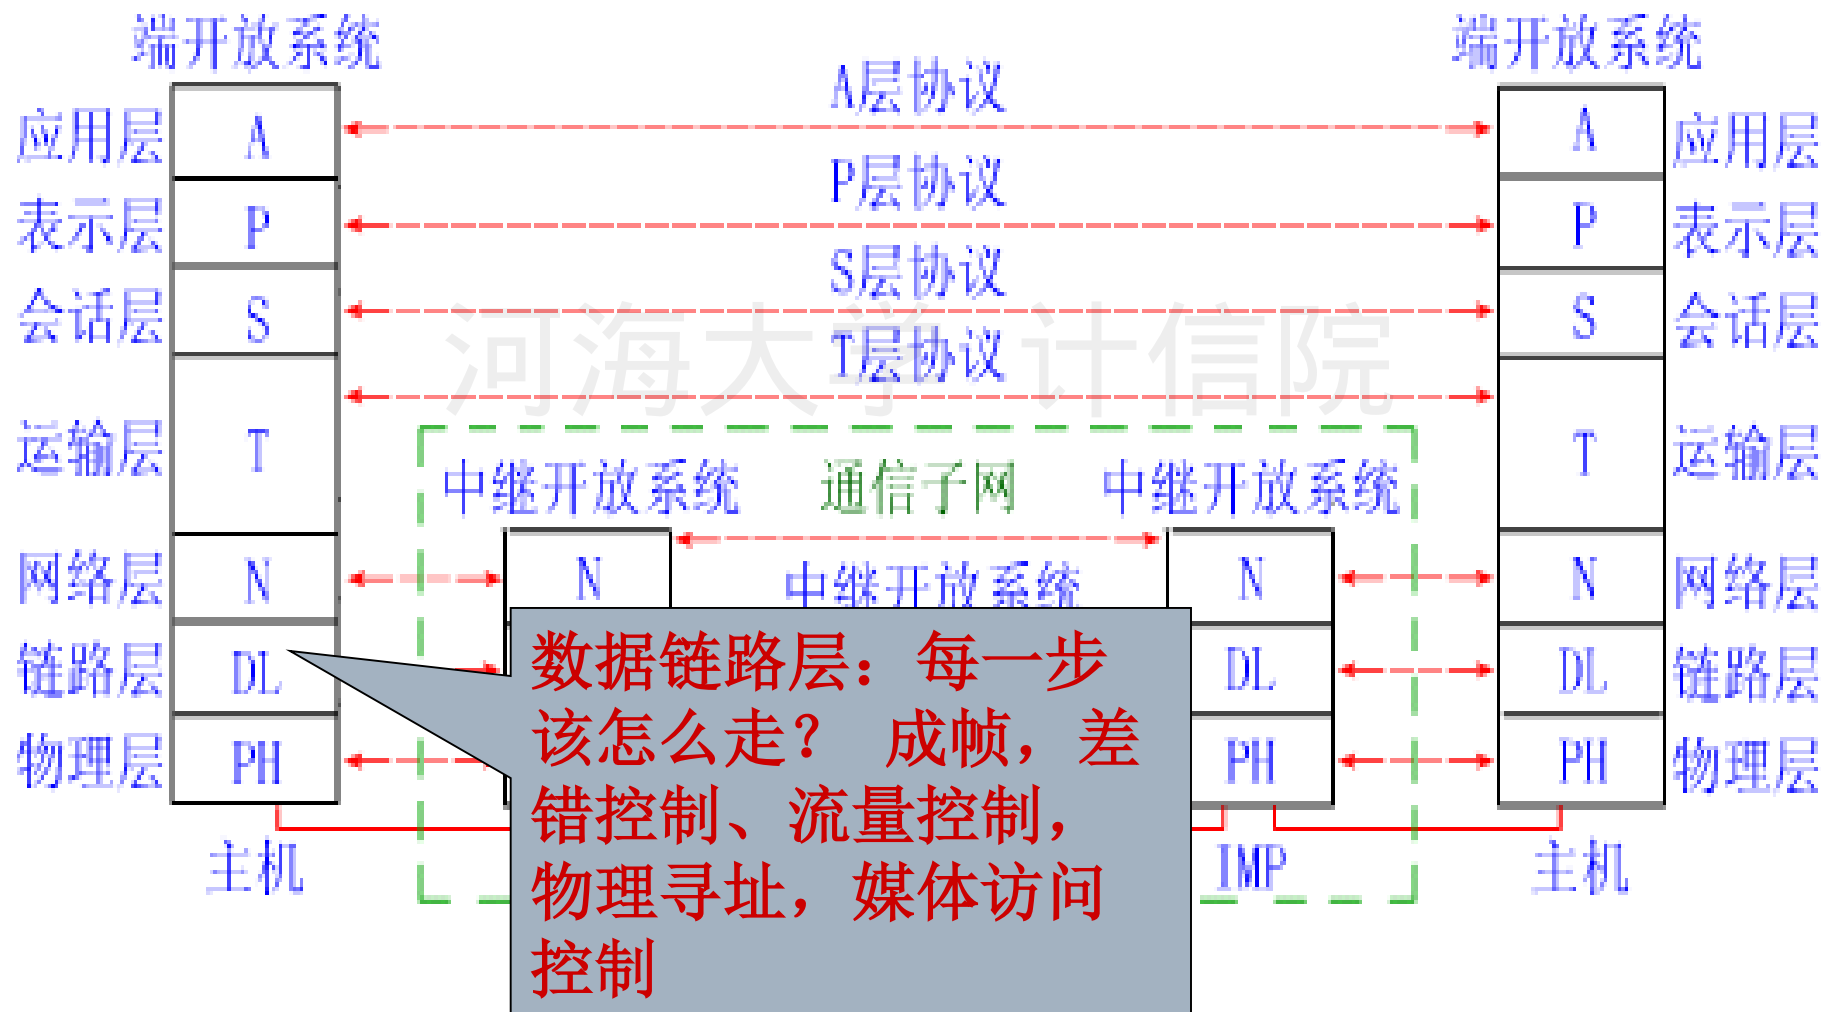 端开放系统 端开放系统
A层协议
应用层 A A 应用层
P层协议
表示层 P P 表示层
S层协议
会话层 S S 会话层
河海大学 计信院
T层协议
运输层 T T 运输层
中继开放系统 通信子网 中继开放系统
网络层 N N N N 网络层
中继开放系统
链路层 DL DL DL 链路层
物理层 PH PH PH 物理层
主机 IMP 主机
数据链路层：每一步
该怎么走？ 成帧，差
错控制、流量控制，
物理寻址，媒体访问
控制